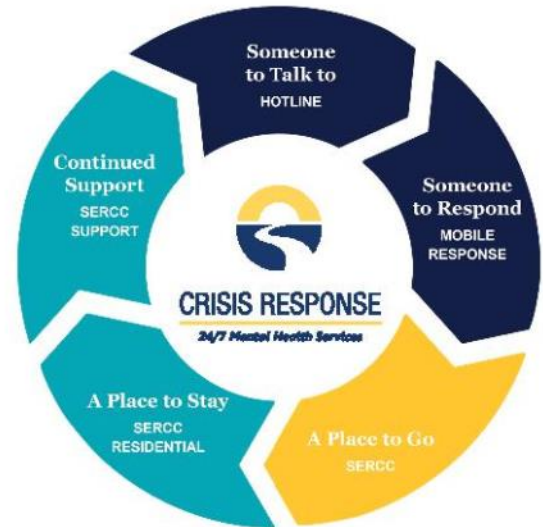 Someone
to Talk to
HOTLINE
Someone
to Respond
MOBILE
RESPONSE
A Place to Go
SERCC
A Place to Stay
SERCC
RESIDENTIAL
Continued
Support
SERCC
SUPPORT
CRISIS RESPONSE
24/7 Mental Health Services